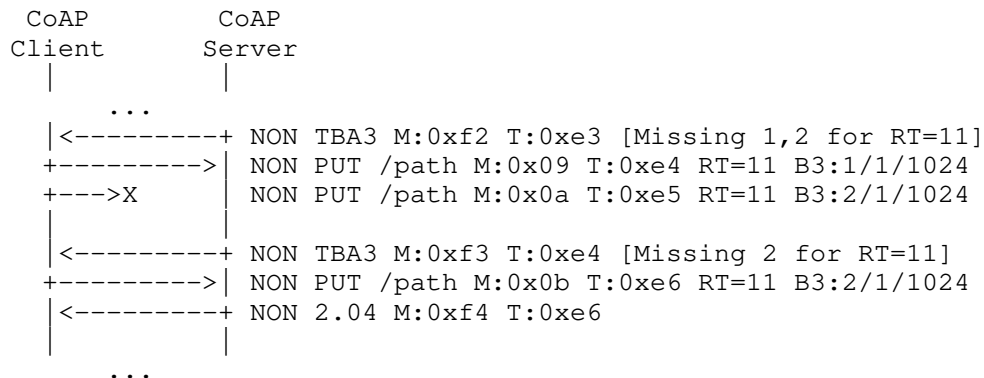 CoAP CoAP
Client Server
| |
...
|<---------+ NON TBA3 M:0xf2 T:0xe3 [Missing 1,2 for RT=11]
+--------->| NON PUT /path M:0x09 T:0xe4 RT=11 B3:1/1/1024
+--->X | NON PUT /path M:0x0a T:0xe5 RT=11 B3:2/1/1024
| |
|<---------+ NON TBA3 M:0xf3 T:0xe4 [Missing 2 for RT=11]
+--------->| NON PUT /path M:0x0b T:0xe6 RT=11 B3:2/1/1024
|<---------+ NON 2.04 M:0xf4 T:0xe6
| |
...